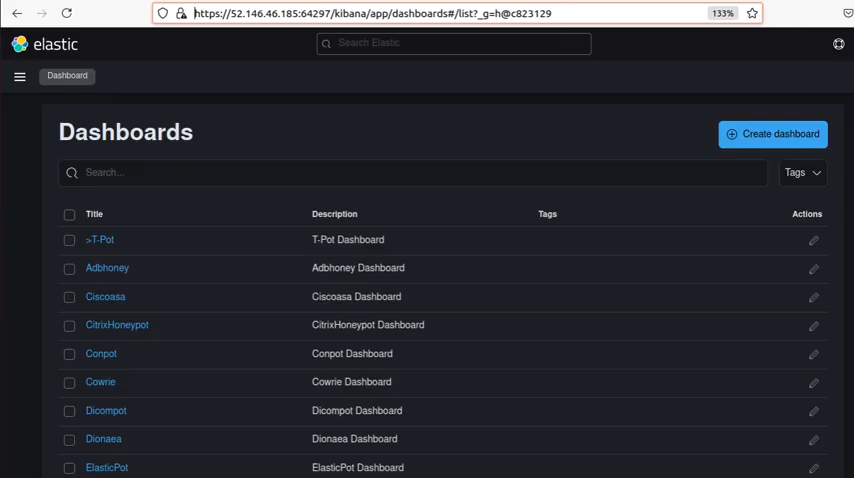 https://52.146.46.185:64297/kibana/app/dashboards#/list?_g=h@c823129
133%
elastic
Search Elastic
Dashboard
Dashboards
Create dashboard
Search...
Tags
Title Description Tags Actions
>T-Pot T-Pot Dashboard
Adbhoney Adbhoney Dashboard
Ciscoasa Ciscoasa Dashboard
CitrixHoneypot CitrixHoneypot Dashboard
Conpot Conpot Dashboard
Cowrie Cowrie Dashboard
Dicompot Dicompot Dashboard
Dionaea Dionaea Dashboard
ElasticPot ElasticPot Dashboard